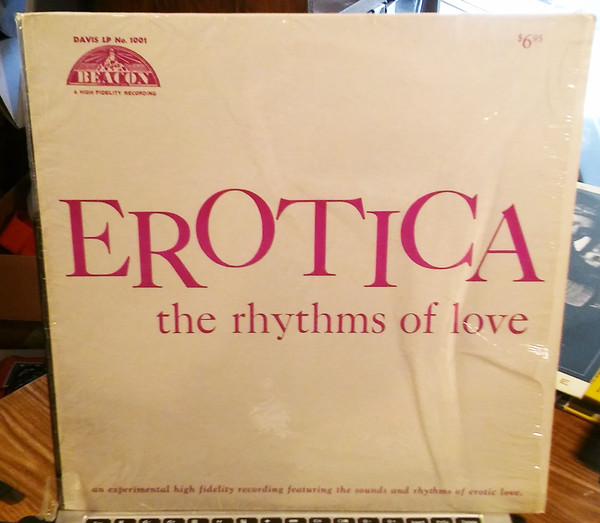 DAVIS LP No. 1001
BEACON
A HIGH FIDELITY RECORDING
$6.95
EROTICA
the rhythms of love
an experimental high fidelity recording featuring the sounds and rhythms of erotic love.